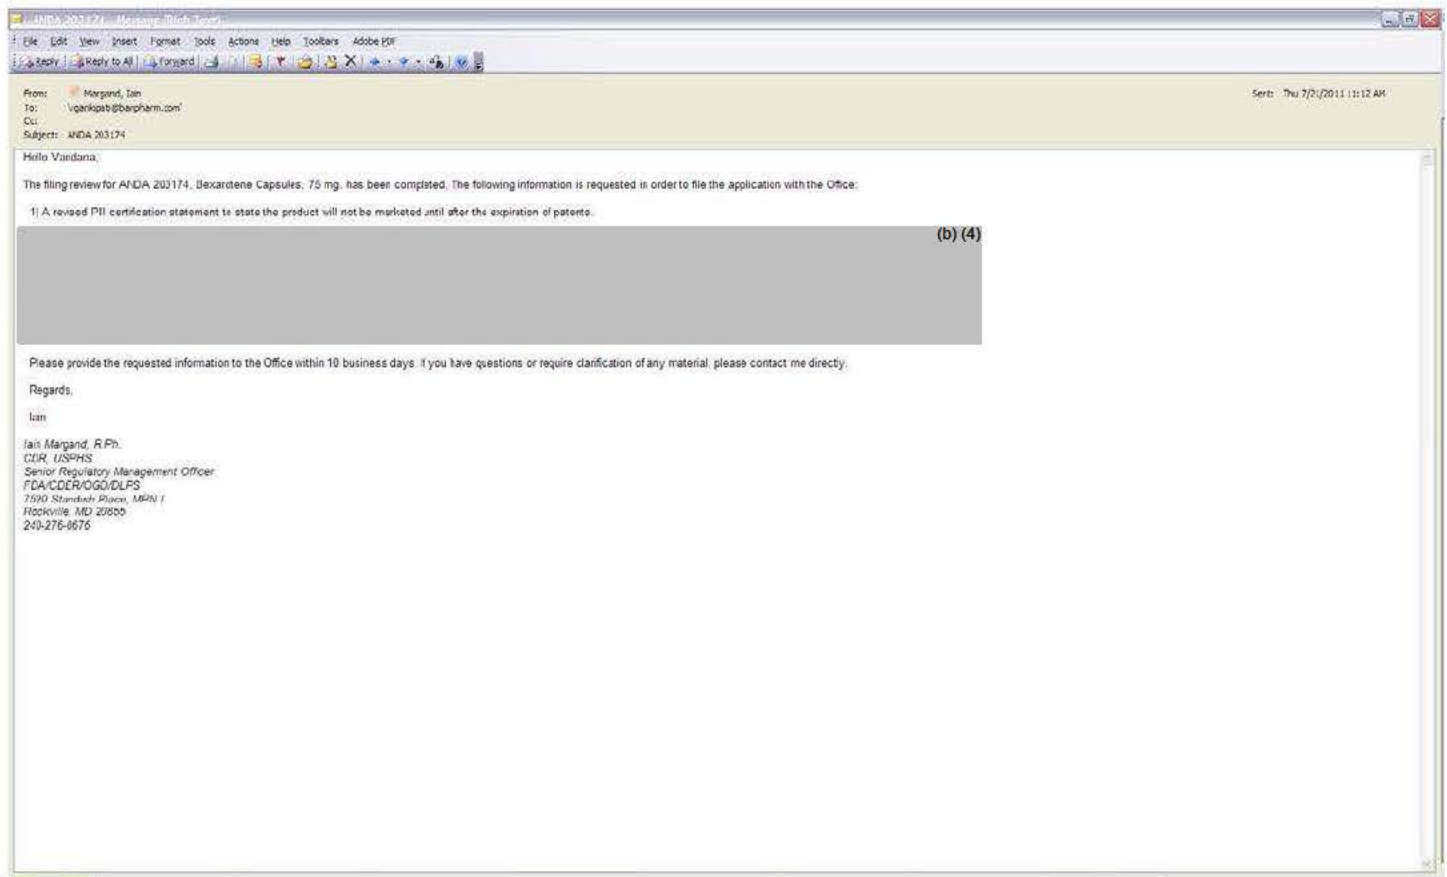 ANDA 203174 - Message (Rich Text)
File Edit View Insert Format Tools Actions Help Toolbars Adobe PDF
Reply Reply to All Forward
From: Margand, Iain
Sent: Thu 7/21/2011 11:12 AM
To:
Cc:
Subject: ANDA 203174
Hello Vandana,
The filing review for ANDA 203174, Bexarotene Capsules, 75 mg, has been completed. The following information is requested in order to file the application with the Office:
1) A revised PIII certification statement to state the product will not be marketed until after the expiration of patents.
(b) (4)
Please provide the requested information to the Office within 10 business days. If you have questions or require clarification of any material, please contact me directly.
Regards,
Iain
Iain Margand, R.Ph.
CDR, USPHS
Senior Regulatory Management Officer
FDA/CDER/OGD/DLPS
7520 Standish Place, MPN I
Rockville, MD 20855
240-276-8675